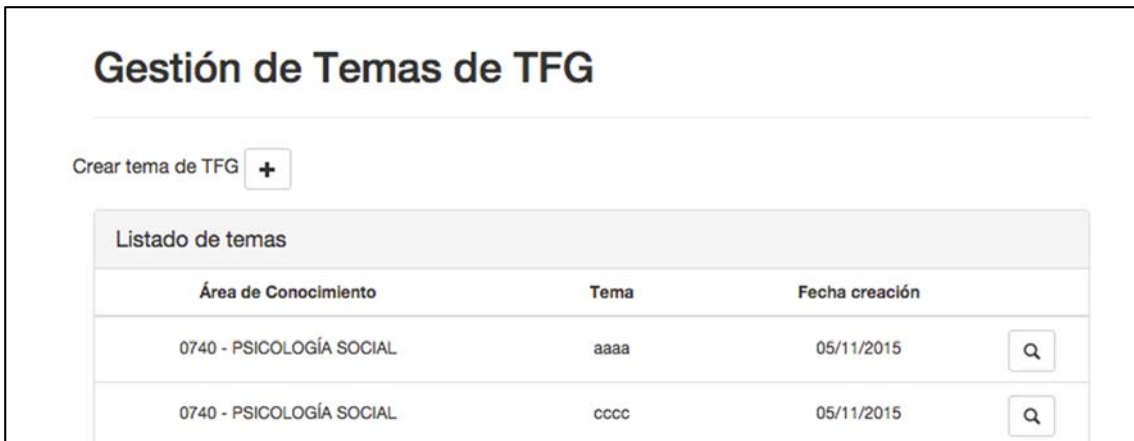 Gestión de Temas de TFG
Crear tema de TFG
Listado de temas
Área de Conocimiento Tema Fecha creación
0740 - PSICOLOGÍA SOCIAL aaaa 05/11/2015
0740 - PSICOLOGÍA SOCIAL cccc 05/11/2015